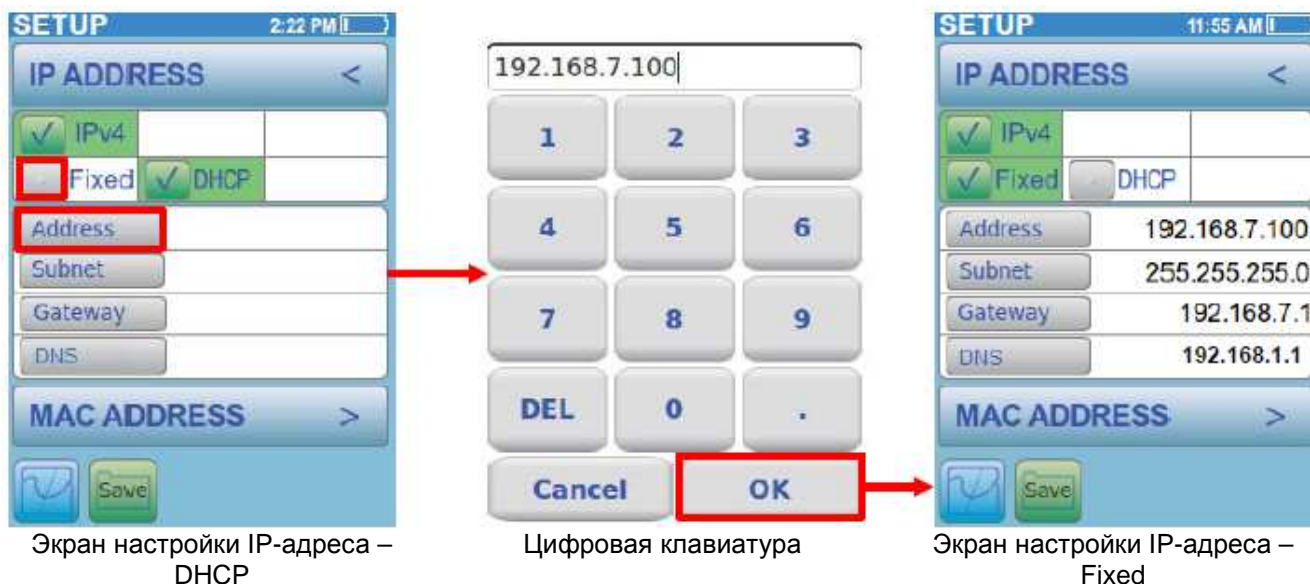 SETUP 2:22 PM
IP ADDRESS <
IPv4
Fixed DHCP
Address
Subnet
Gateway
DNS
MAC ADDRESS >
Save
Экран настройки IP-адреса –
DHCP
192.168.7.100
1 2 3
4 5 6
7 8 9
DEL 0 .
Cancel OK
Цифровая клавиатура
SETUP 11:55 AM
IP ADDRESS <
IPv4
Fixed DHCP
Address 192.168.7.100
Subnet 255.255.255.0
Gateway 192.168.7.1
DNS 192.168.1.1
MAC ADDRESS >
Save
Экран настройки IP-адреса –
Fixed